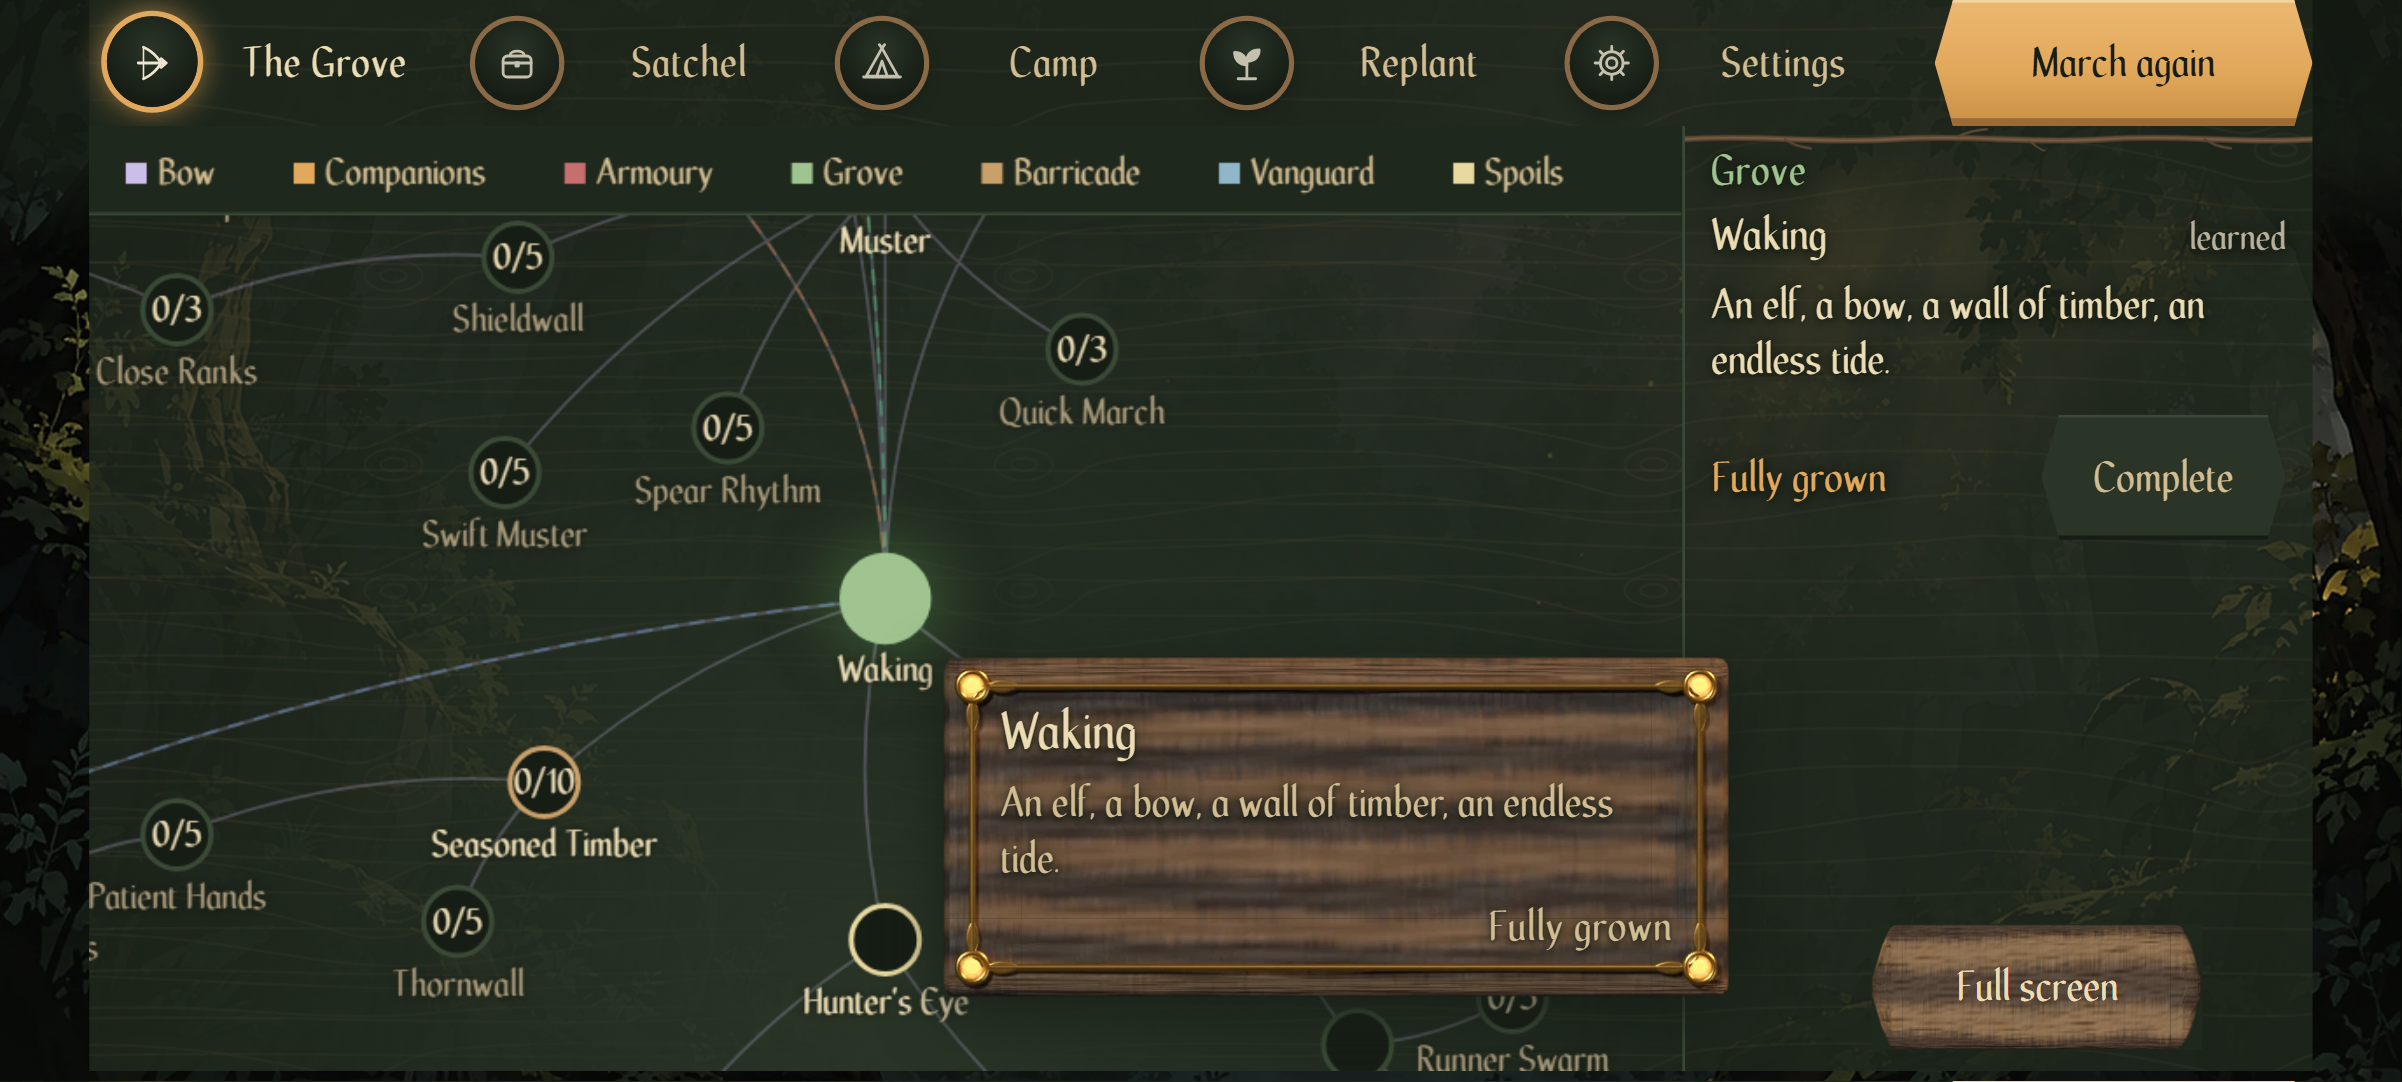 The Grove
Satchel
Camp
Replant
Settings
March again
Bow
Companions
Armoury
Grove
Barricade
Vanguard
Spoils
Grove
Waking
learned
An elf, a bow, a wall of timber, an
endless tide.
Fully grown
Complete
Muster
0/5
Shieldwall
0/3
Close Ranks
0/3
Quick March
0/5
Spear Rhythm
0/5
Swift Muster
Waking
Waking
An elf, a bow, a wall of timber, an endless
tide.
Fully grown
0/10
Seasoned Timber
0/5
Patient Hands
s
0/5
Thornwall
Hunter's Eye
Runner Swarm
Full screen